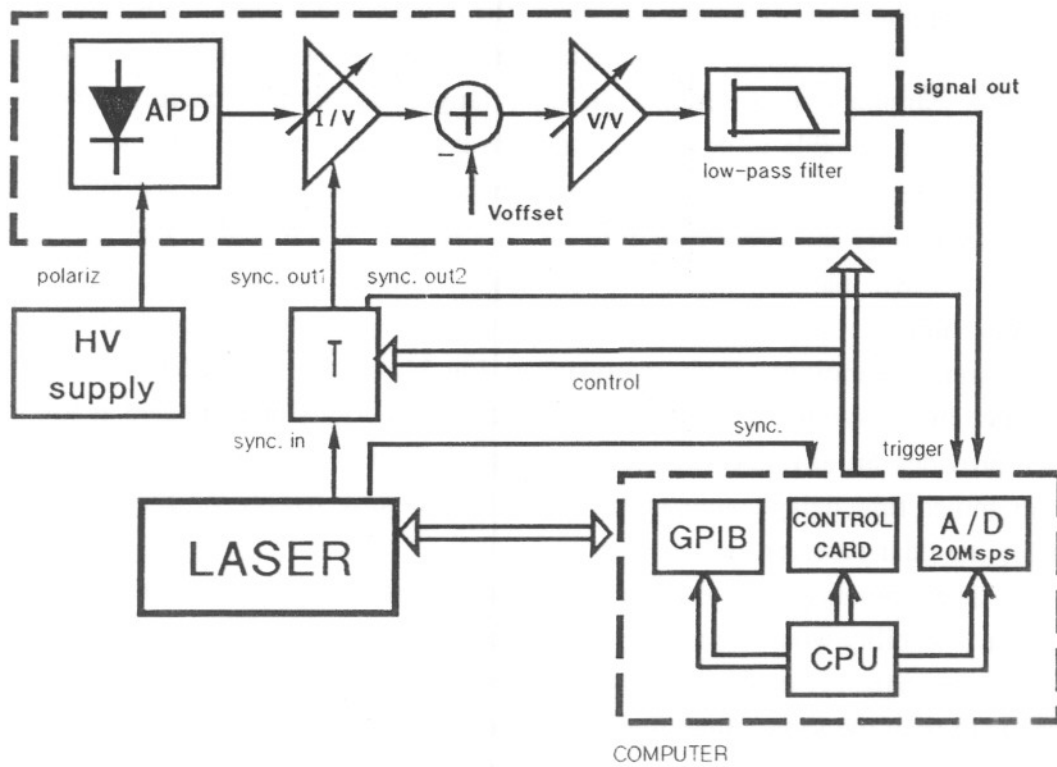 APD
I/V
+
-
Voffset
V/V
low-pass filter
signal out
polariz
sync. out1
sync. out2
HV
supply
T
control
sync. in
sync.
trigger
LASER
GPIB
CONTROL
CARD
A/D
20Msps
CPU
COMPUTER